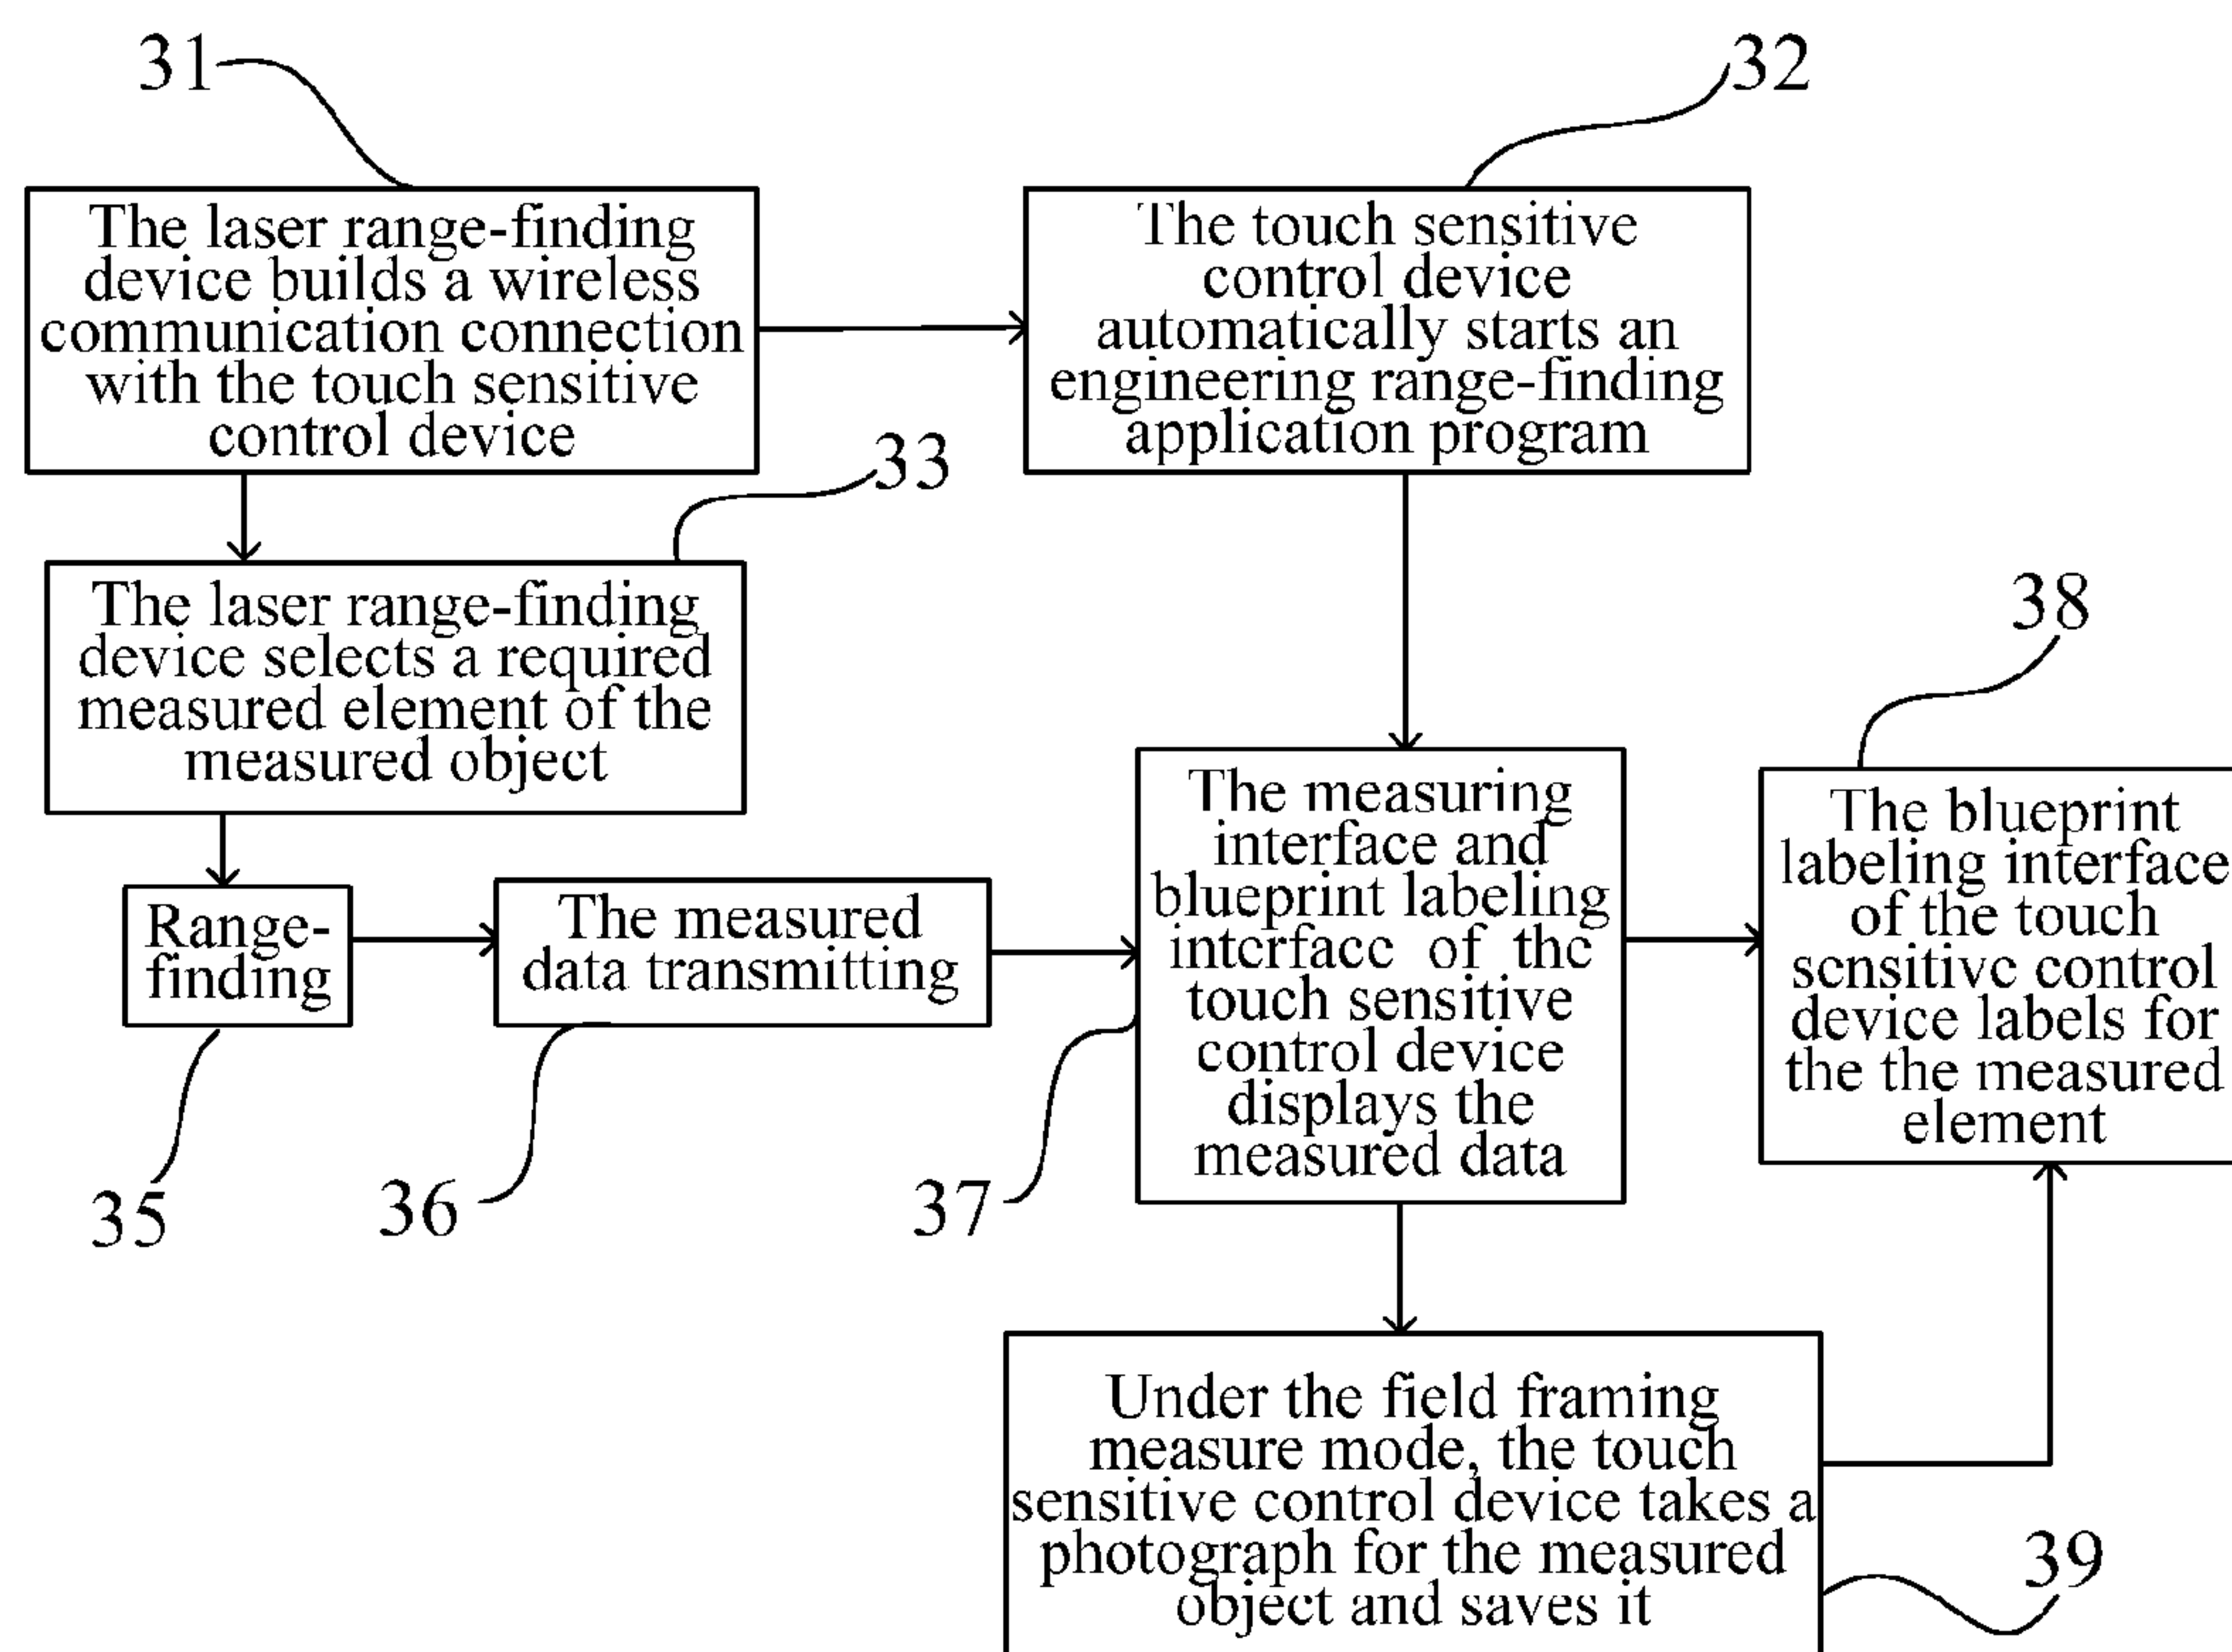 31
32
The laser range-finding
device builds a wireless
communication connection
with the touch sensitive
control device
The touch sensitive
control device
automatically starts an
engineering range-finding
application program
33
The laser range-finding
device selects a required
measured element of the
measured object
38
Range-
finding
The measured
data transmitting
The measuring
interface and
blueprint labeling
interface of the
touch sensitive
control device
displays the
measured data
The blueprint
labeling interface
of the touch
sensitive control
device labels for
the the measured
element
35
36
37
Under the field framing
measure mode, the touch
sensitive control device takes a
photograph for the measured
object and saves it
39